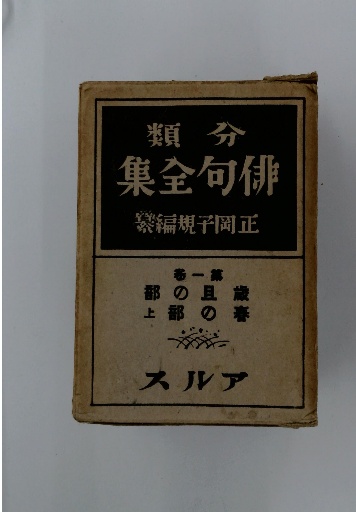 分類
俳句全集
正岡子規編纂
第一卷
歳旦の部
春の部 上
アルス